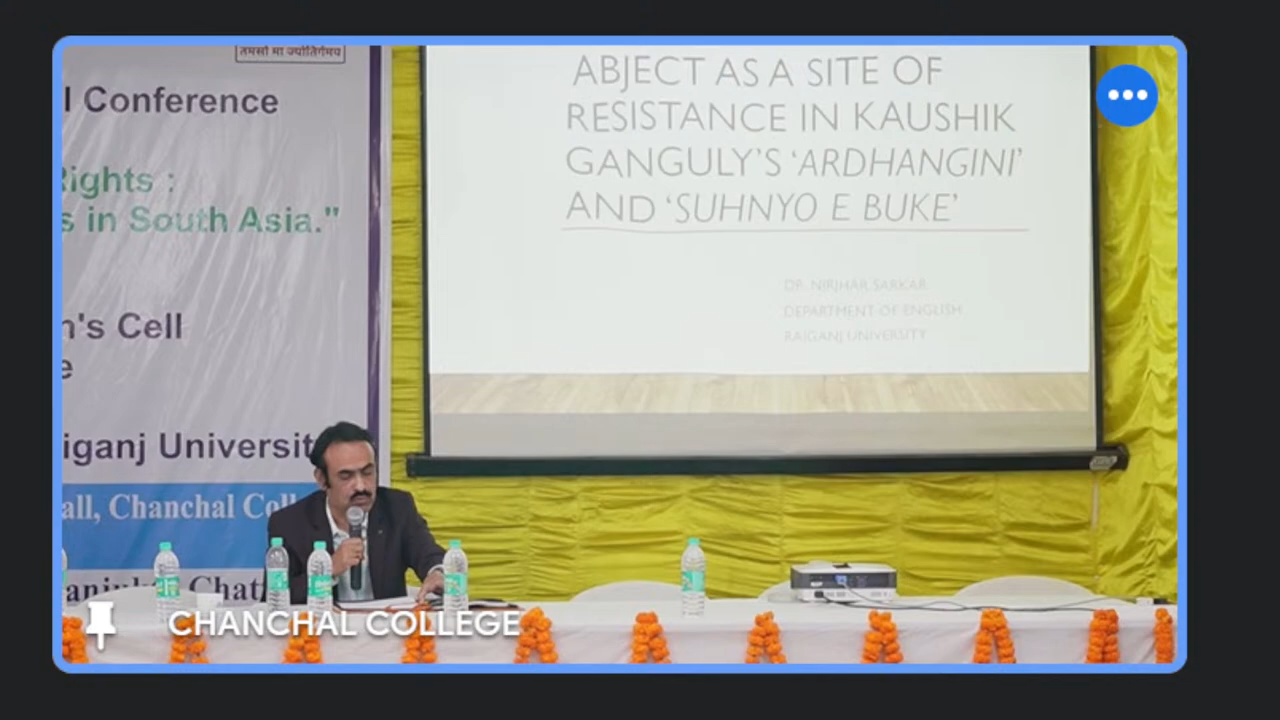 तमसो मा ज्योतिर्गमय
l Conference
Rights :
s in South Asia."
n's Cell
e
iganj Universit
all, Chanchal Coll
ABJECT AS A SITE OF
RESISTANCE IN KAUSHIK
GANGULY'S ‘ARDHANGINI’
AND ‘SUHNYO E BUKE’
DR. NIRJHAR SARKAR
DEPARTMENT OF ENGLISH
RAIGANJ UNIVERSITY
CHANCHAL COLLEGE